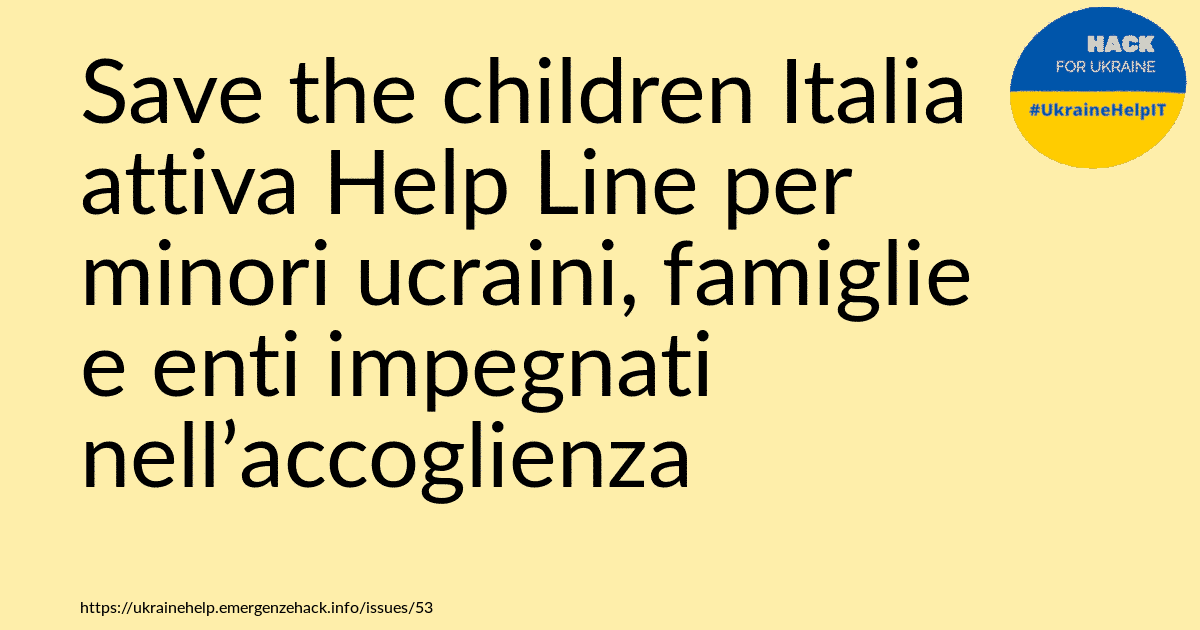 Save the children Italia
attiva Help Line per
minori ucraini, famiglie
e enti impegnati
nell’accoglienza
HACK
FOR UKRAINE
#UkraineHelpIT
https://ukrainehelp.emergenzehack.info/issues/53